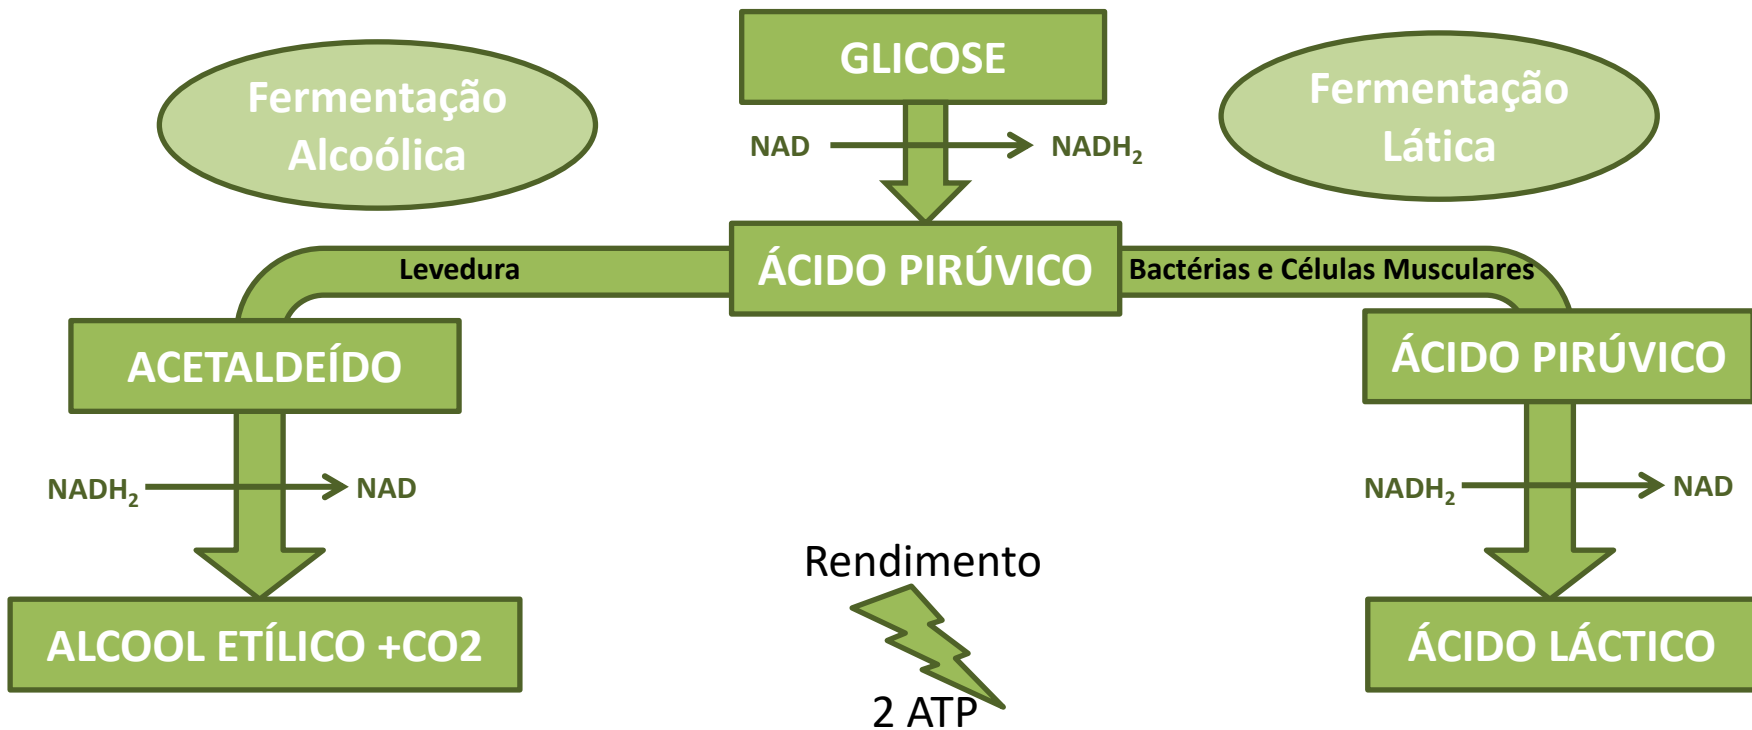 GLICOSE
Fermentação
Alcoólica
Fermentação
Lática
NAD
NADH₂
Levedura
ÁCIDO PIRÚVICO
Bactérias e Células Musculares
ACETALDEÍDO
ÁCIDO PIRÚVICO
NADH₂
NAD
NADH₂
NAD
Rendimento
ALCOOL ETÍLICO +CO2
ÁCIDO LÁCTICO
2 ATP